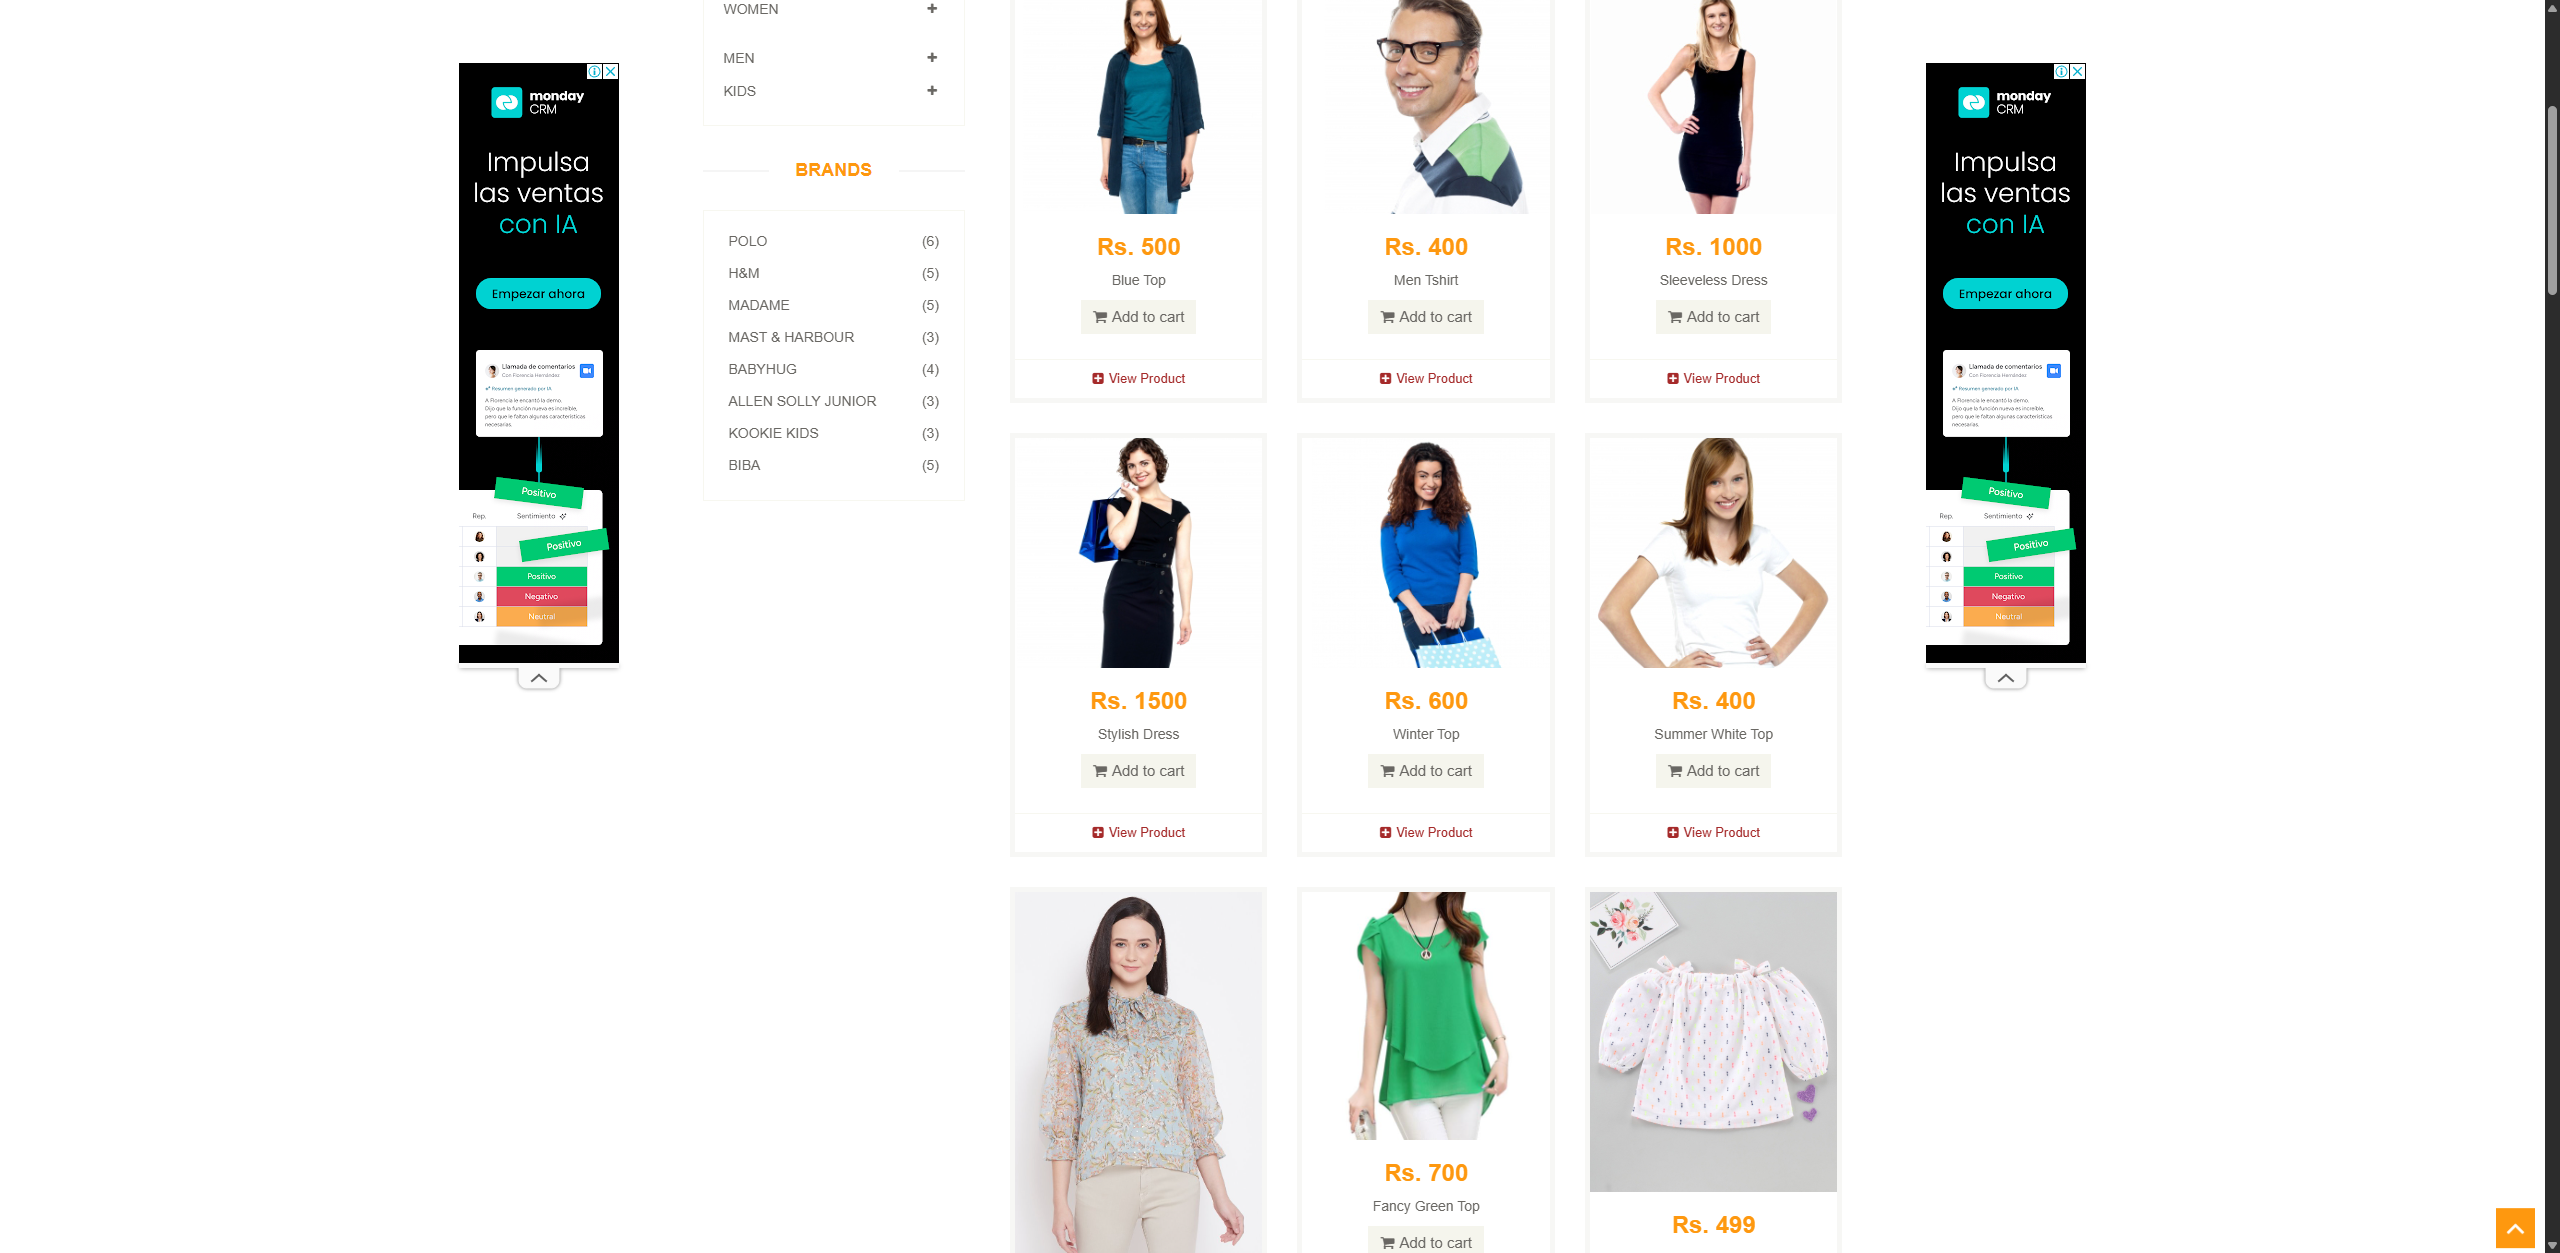 WOMEN
MEN
KIDS
BRANDS
POLO (6)
H&M (5)
MADAME (5)
MAST & HARBOUR (3)
BABYHUG (4)
ALLEN SOLLY JUNIOR (3)
KOOKIE KIDS (3)
BIBA (5)
monday
CRM
Impulsa
las ventas
con IA
Empezar ahora
Llamada de comentarios
Con Florencia Hernández
Resumen generado por IA
A Florencia le encantó la demo.
Dijo que la función nueva es increíble,
pero que le faltan algunas características
necesarias.
Positivo
Rep. Sentimiento
Positivo
Positivo
Negativo
Neutral
Rs. 500
Blue Top
Add to cart
View Product
Rs. 400
Men Tshirt
Add to cart
View Product
Rs. 1000
Sleeveless Dress
Add to cart
View Product
Rs. 1500
Stylish Dress
Add to cart
View Product
Rs. 600
Winter Top
Add to cart
View Product
Rs. 400
Summer White Top
Add to cart
View Product
Rs. 700
Fancy Green Top
Add to cart
Rs. 499
monday
CRM
Impulsa
las ventas
con IA
Empezar ahora
Llamada de comentarios
Con Florencia Hernández
Resumen generado por IA
A Florencia le encantó la demo.
Dijo que la función nueva es increíble,
pero que le faltan algunas características
necesarias.
Positivo
Rep. Sentimiento
Positivo
Positivo
Negativo
Neutral